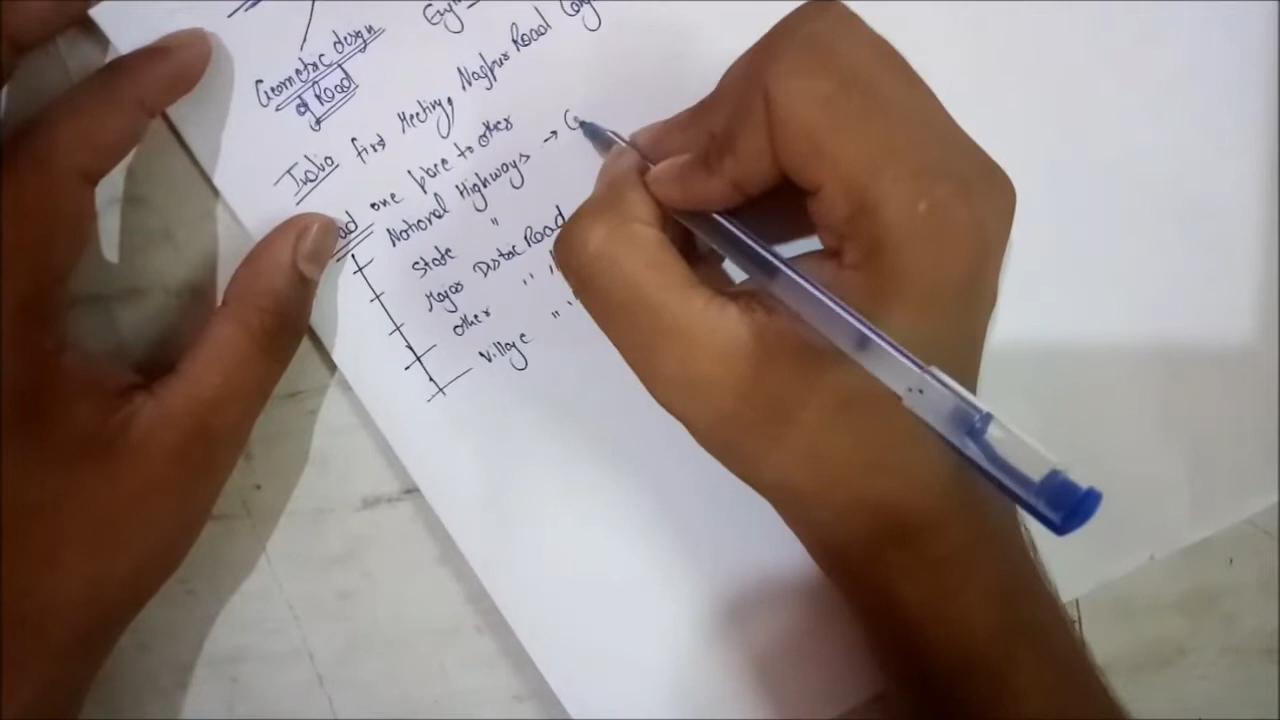 Geometric design
of Road
India first Meeting, Nagpur Road
one place to other
National Highways →
State "
Major Distric Road
other " "
Village " "